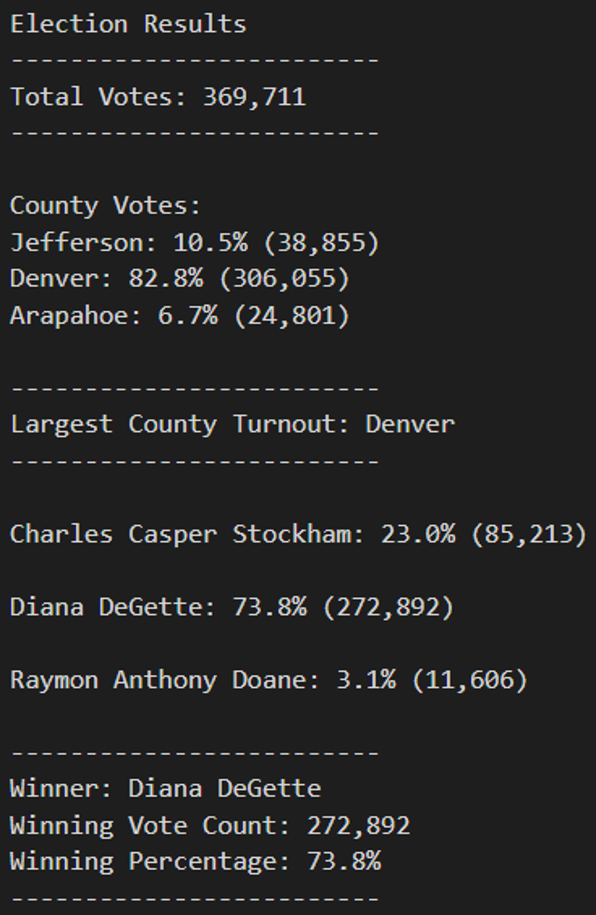 Election Results
-------------------------
Total Votes: 369,711
-------------------------
County Votes:
Jefferson: 10.5% (38,855)
Denver: 82.8% (306,055)
Arapahoe: 6.7% (24,801)
-------------------------
Largest County Turnout: Denver
-------------------------
Charles Casper Stockham: 23.0% (85,213)
Diana DeGette: 73.8% (272,892)
Raymon Anthony Doane: 3.1% (11,606)
-------------------------
Winner: Diana DeGette
Winning Vote Count: 272,892
Winning Percentage: 73.8%
-------------------------